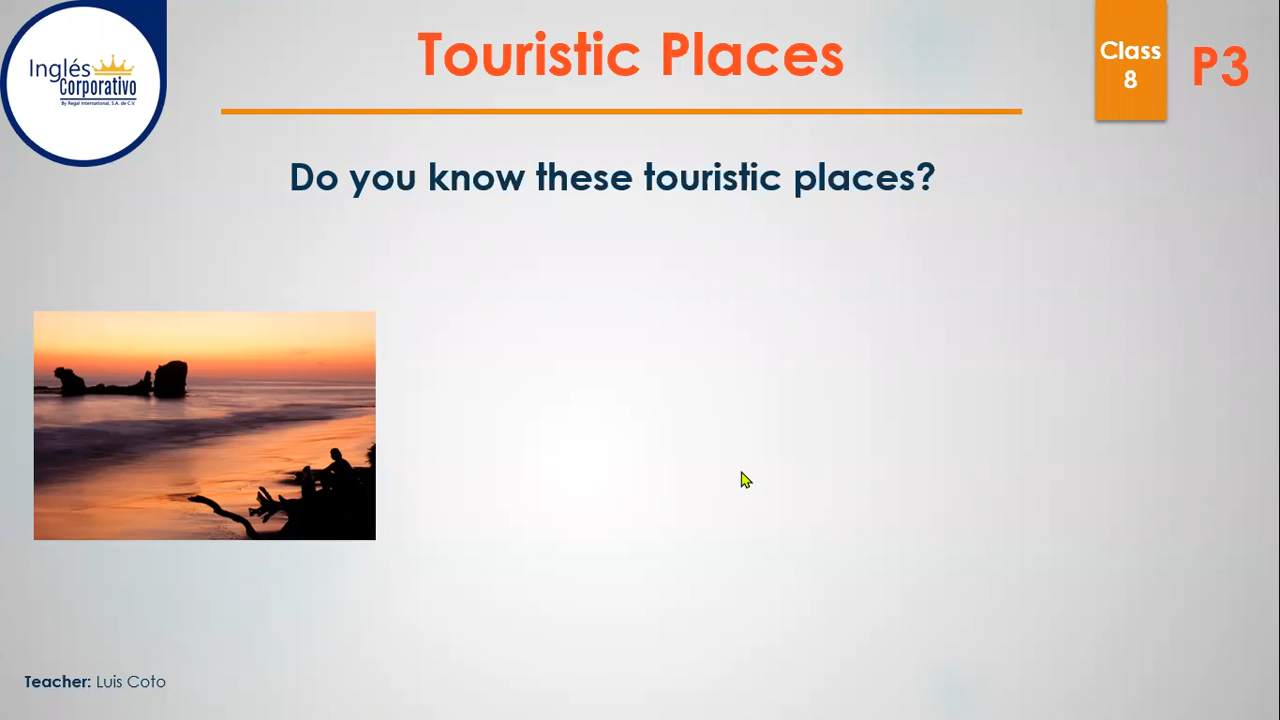 Inglés
Corporativo
By Regal International, S.A. de C.V.
Touristic Places
Class
8
P3
Do you know these touristic places?
Teacher: Luis Coto